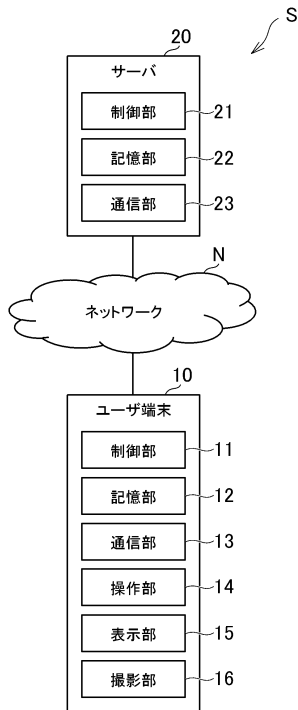 S
20
サーバ
制御部 21
記憶部 22
通信部 23
N
ネットワーク
10
ユーザ端末
制御部 11
記憶部 12
通信部 13
操作部 14
表示部 15
撮影部 16